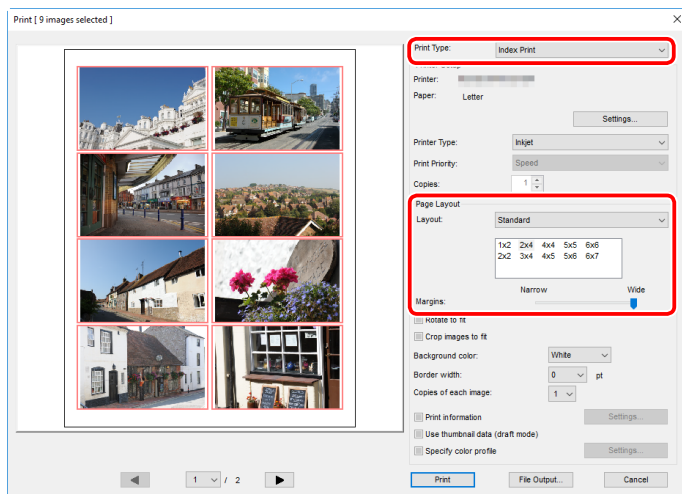 Print [ 9 images selected ]
Print Type: Index Print
Printer:
Paper: Letter
Settings...
Printer Type: Inkjet
Print Priority: Speed
Copies: 1
Page Layout
Layout: Standard
1x2 2x4 4x4 5x5 6x6
2x2 3x4 4x5 5x6 6x7
Narrow Wide
Margins:
Rotate to fit
Crop images to fit
Background color: White
Border width: 0 pt
Copies of each image: 1
Print information Settings...
Use thumbnail data (draft mode)
Specify color profile Settings...
1 / 2
Print File Output... Cancel